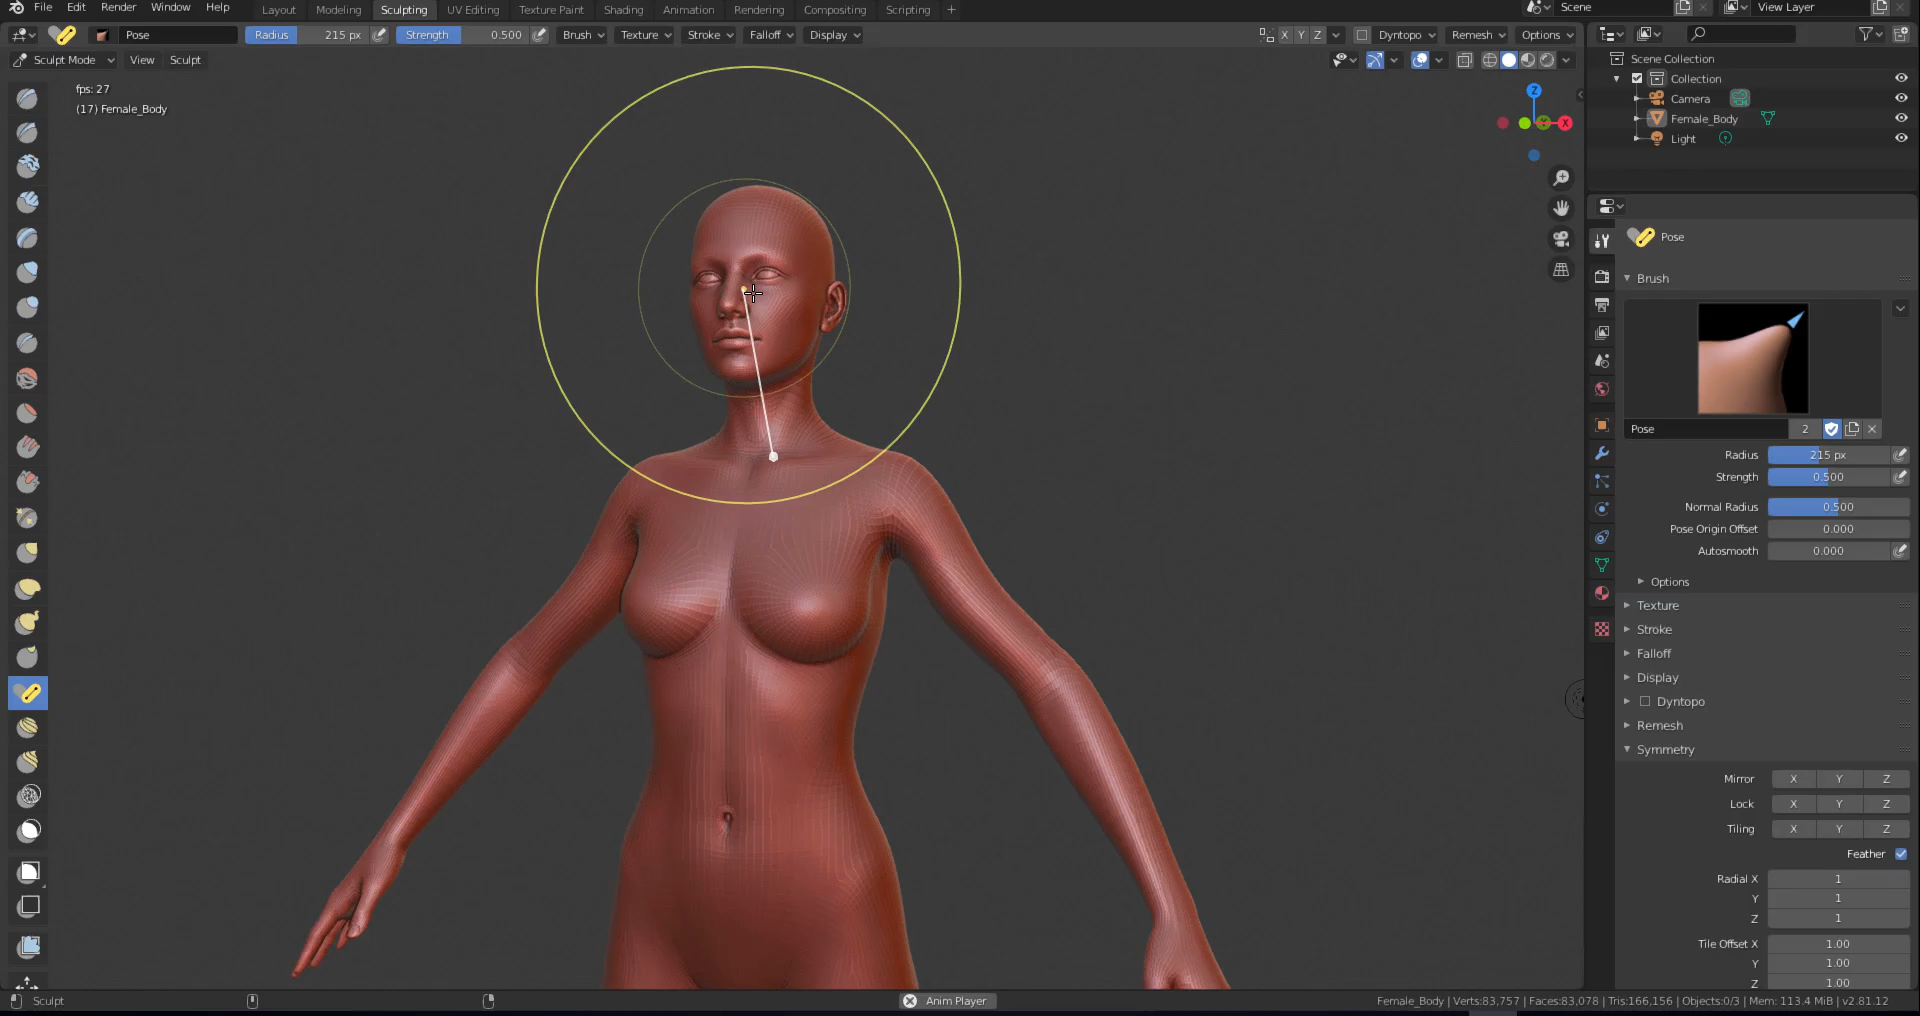 File Edit Render Window Help
Layout Modeling Sculpting UV Editing Texture Paint Shading Animation Rendering Compositing Scripting +
Scene
View Layer
Pose
Radius 215 px
Strength 0.500
Brush Texture Stroke Falloff Display
X Y Z
Dyntopo
Remesh
Options
Sculpt Mode View Sculpt
fps: 27
(17) Female_Body
Z
X
Scene Collection
Collection
Camera
Female_Body
Light
Pose
Brush
Pose 2
Radius 215 px
Strength 0.500
Normal Radius 0.500
Pose Origin Offset 0.000
Autosmooth 0.000
Options
Texture
Stroke
Falloff
Display
Dyntopo
Remesh
Symmetry
Mirror X Y Z
Lock X Y Z
Tiling X Y Z
Feather
Radial X 1
Y 1
Z 1
Tile Offset X 1.00
Y 1.00
Z 1.00
Sculpt
Anim Player
Female_Body | Verts:83,757 | Faces:83,078 | Tris:166,156 | Objects:0/3 | Mem: 113.4 MiB | v2.81.12